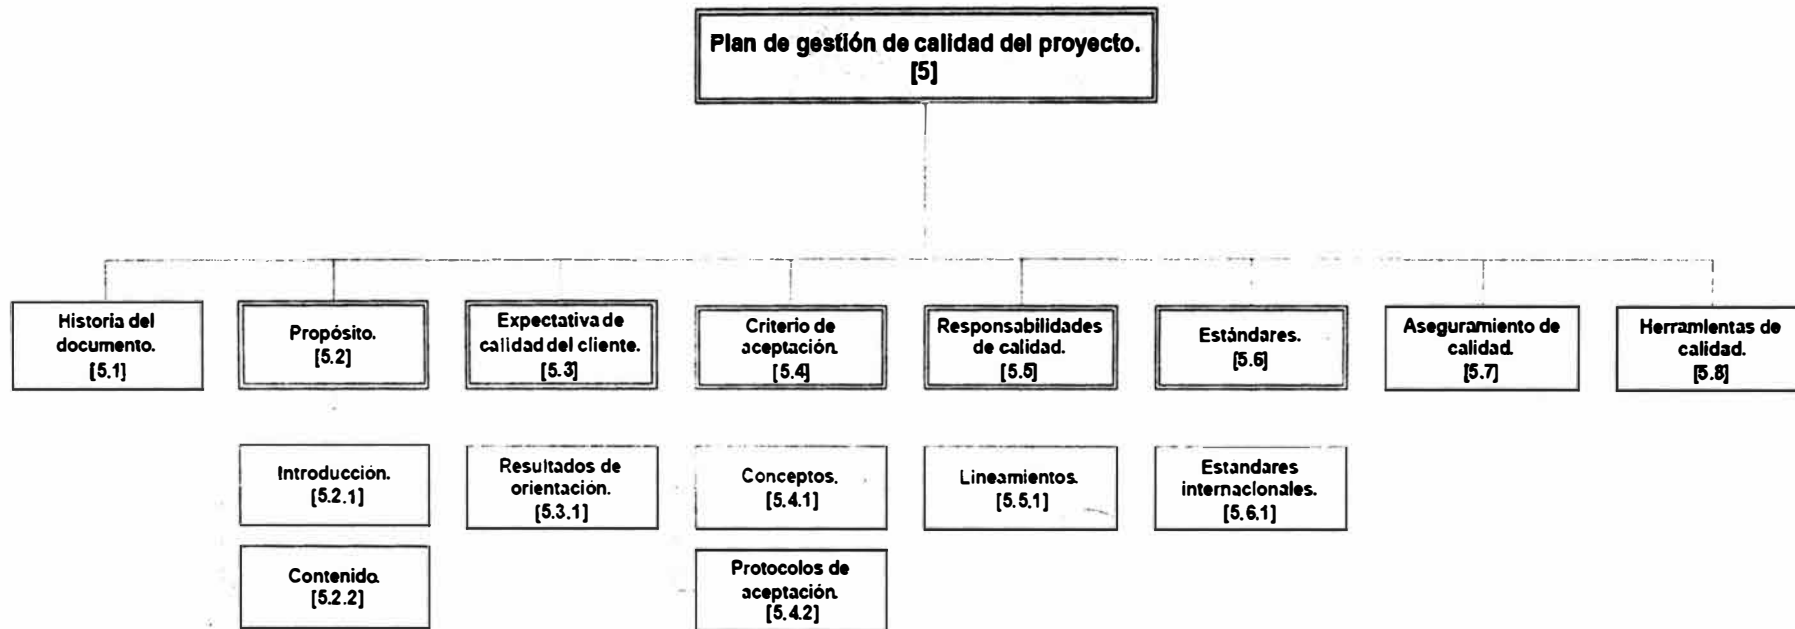 Plan de gestión de calidad del proyecto.
[5]
Historia del
documento.
[5.1]
Propósito.
[5.2]
Expectativa de
calidad del cliente.
[5.3]
Criterio de
aceptación.
[5.4]
Responsabilidades
de calidad.
[5.5]
Estándares.
[5.6]
Aseguramiento de
calidad.
[5.7]
Herramientas de
calidad.
[5.8]
Introducción.
[5.2.1]
Resultados de
orientación.
[5.3.1]
Conceptos.
[5.4.1]
Lineamientos.
[5.5.1]
Estandares
internacionales.
[5.6.1]
Contenido.
[5.2.2]
Protocolos de
aceptación.
[5.4.2]